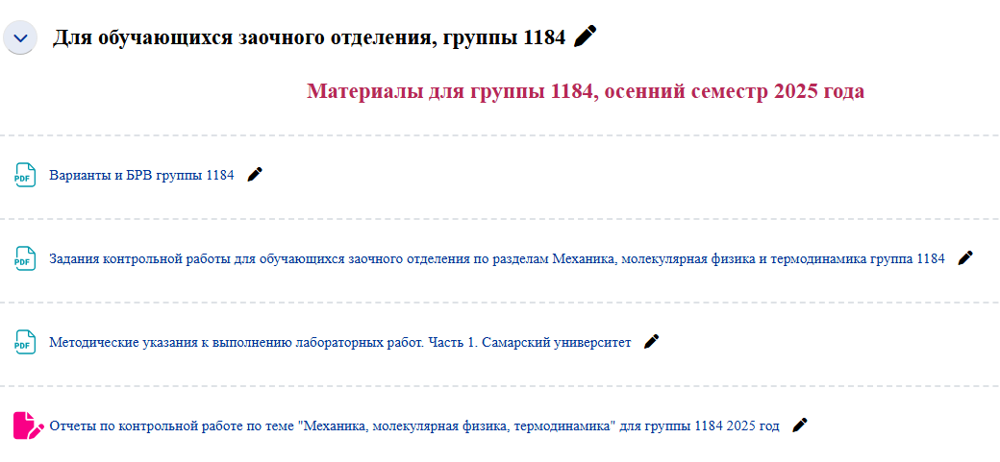 Для обучающихся заочного отделения, группы 1184
Материалы для группы 1184, осенний семестр 2025 года
PDF Варианты и БРВ группы 1184
PDF Задания контрольной работы для обучающихся заочного отделения по разделам Механика, молекулярная физика и термодинамика группа 1184
PDF Методические указания к выполнению лабораторных работ. Часть 1. Самарский университет
Отчеты по контрольной работе по теме "Механика, молекулярная физика, термодинамика" для группы 1184 2025 год